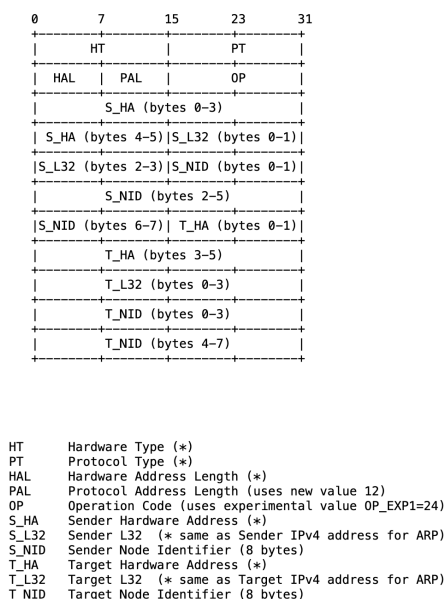 0 7 15 23 31
+--------+--------+--------+--------+
| HT | PT |
+--------+--------+--------+--------+
| HAL | PAL | OP |
+--------+--------+--------+--------+
| S_HA (bytes 0-3) |
+--------+--------+--------+--------+
| S_HA (bytes 4-5)|S_L32 (bytes 0-1)|
+--------+--------+--------+--------+
|S_L32 (bytes 2-3)|S_NID (bytes 0-1)|
+--------+--------+--------+--------+
| S_NID (bytes 2-5) |
+--------+--------+--------+--------+
|S_NID (bytes 6-7)| T_HA (bytes 0-1)|
+--------+--------+--------+--------+
| T_HA (bytes 3-5) |
+--------+--------+--------+--------+
| T_L32 (bytes 0-3) |
+--------+--------+--------+--------+
| T_NID (bytes 0-3) |
+--------+--------+--------+--------+
| T_NID (bytes 4-7) |
+--------+--------+--------+--------+
HT Hardware Type (*)
PT Protocol Type (*)
HAL Hardware Address Length (*)
PAL Protocol Address Length (uses new value 12)
OP Operation Code (uses experimental value OP_EXP1=24)
S_HA Sender Hardware Address (*)
S_L32 Sender L32 (* same as Sender IPv4 address for ARP)
S_NID Sender Node Identifier (8 bytes)
T_HA Target Hardware Address (*)
T_L32 Target L32 (* same as Target IPv4 address for ARP)
T_NID Target Node Identifier (8 bytes)